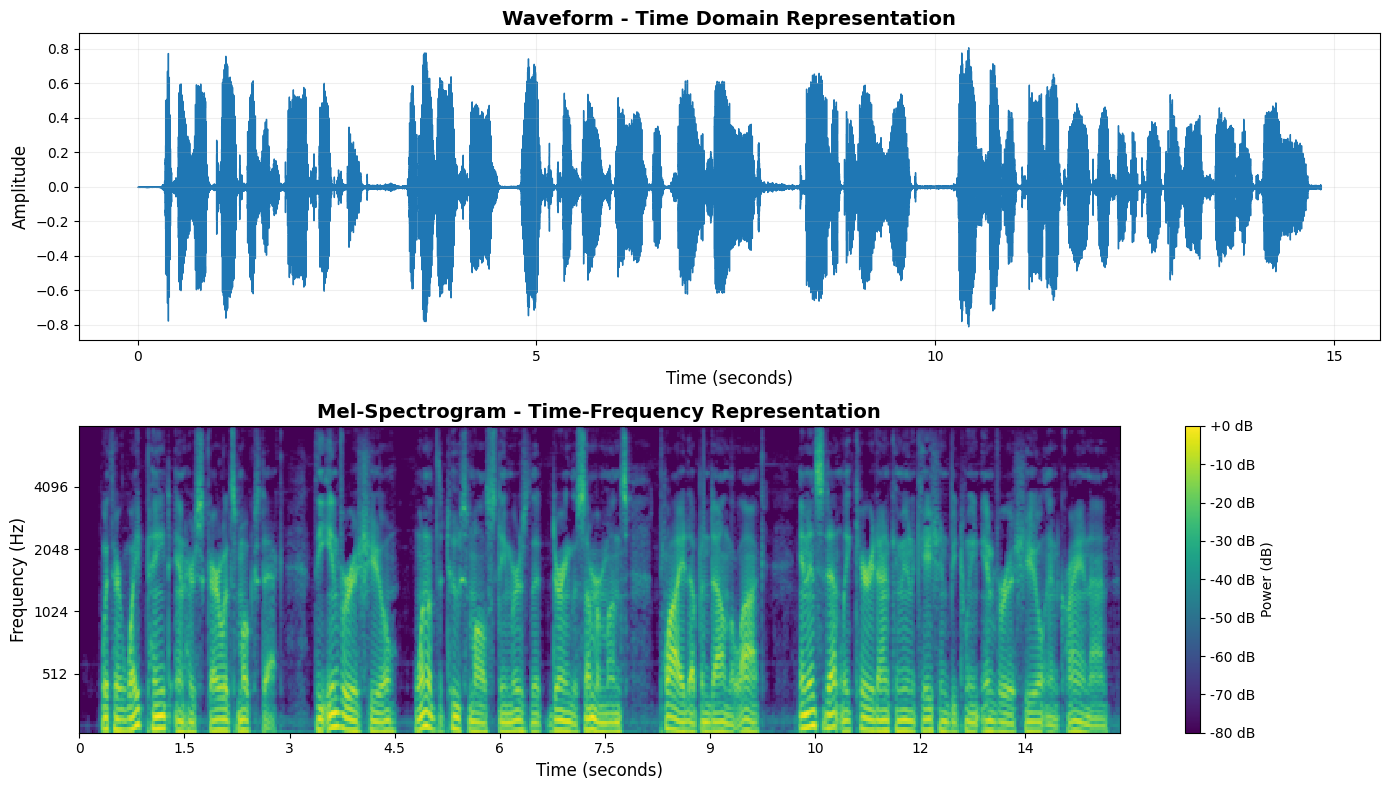 Waveform - Time Domain Representation
0.8
0.6
0.4
0.2
0.0
−0.2
−0.4
−0.6
−0.8
Amplitude
0 5 10 15
Time (seconds)
Mel-Spectrogram - Time-Frequency Representation
4096
2048
1024
512
Frequency (Hz)
0 1.5 3 4.5 6 7.5 9 10 12 14
Time (seconds)
+0 dB
-10 dB
-20 dB
-30 dB
-40 dB
-50 dB
-60 dB
-70 dB
-80 dB
Power (dB)